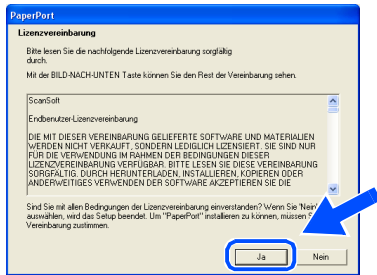 PaperPort
Lizenzvereinbarung
Bitte lesen Sie die nachfolgende Lizenzvereinbarung sorgfältig
durch.
Mit der BILD-NACH-UNTEN Taste können Sie den Rest der Vereinbarung sehen.
ScanSoft
Endbenutzer-Lizenzvereinbarung
DIE MIT DIESER VEREINBARUNG GELIEFERTE SOFTWARE UND MATERIALIEN
WERDEN NICHT VERKAUFT, SONDERN LEDIGLICH LIZENSIERT. SIE SIND NUR
FÜR DIE VERWENDUNG IM RAHMEN DER BEDINGUNGEN DIESER
LIZENZVEREINBARUNG VERFÜGBAR. BITTE LESEN SIE DIESE VEREINBARUNG
SORGFÄLTIG. DURCH HERUNTERLADEN, INSTALLIEREN, KOPIEREN ODER
ANDERWEITIGES VERWENDEN DER SOFTWARE AKZEPTIEREN SIE DIE
Sind Sie mit allen Bedingungen der Lizenzvereinbarung einverstanden? Wenn Sie 'Nein'
auswählen, wird das Setup beendet. Um "PaperPort" installieren zu können, müssen
Vereinbarung zustimmen.
Ja
Nein